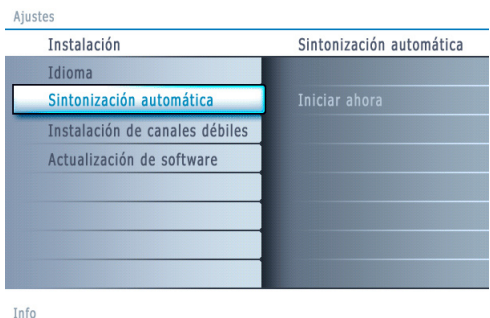 Ajustes
Instalación
Sintonización automática
Idioma
Sintonización automática
Iniciar ahora
Instalación de canales débiles
Actualización de software
Info